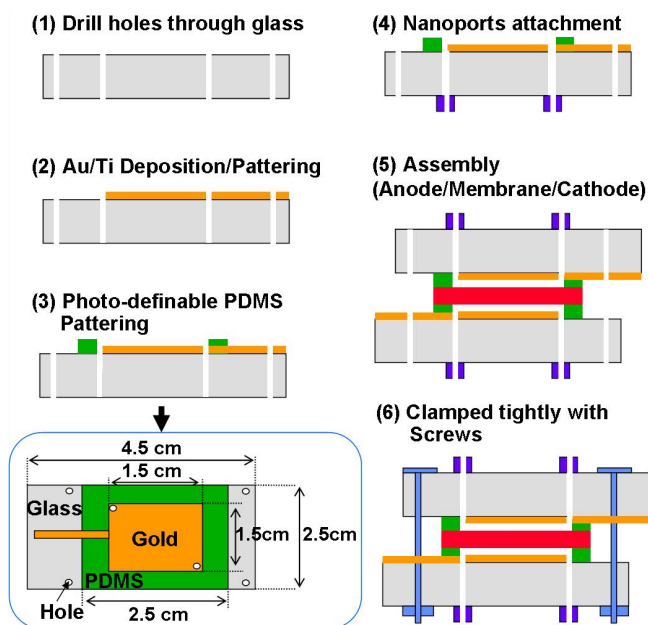 (1) Drill holes through glass
(2) Au/Ti Deposition/Pattering
(3) Photo-definable PDMS
Pattering
4.5 cm
1.5 cm
Glass
Gold
1.5cm
2.5cm
PDMS
Hole
2.5 cm
(4) Nanoports attachment
(5) Assembly
(Anode/Membrane/Cathode)
(6) Clamped tightly with
Screws